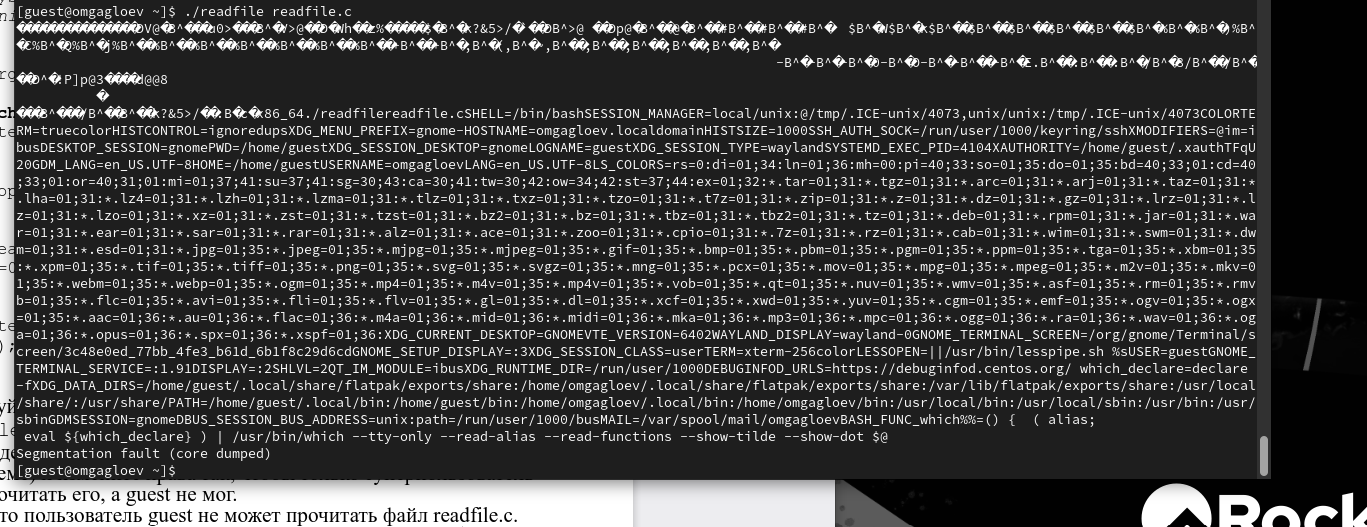 [guest@omgagloev ~]$ ./readfile readfile.c
x86_64./readfilereadfile.cSHELL=/bin/bashSESSION_MANAGER=local/unix:@/tmp/.ICE-unix/4073,unix/unix:/tmp/.ICE-unix/4073COLORTE
RM=truecolorHISTCONTROL=ignoredupsXDG_MENU_PREFIX=gnome-HOSTNAME=omgagloev.localdomainHISTSIZE=1000SSH_AUTH_SOCK=/run/user/1000/keyring/sshXMODIFIERS=@im=i
busDESKTOP_SESSION=gnomePWD=/home/guestXDG_SESSION_DESKTOP=gnomeLOGNAME=guestXDG_SESSION_TYPE=waylandSYSTEMD_EXEC_PID=4104XAUTHORITY=/home/guest/.xauthTFqU
20GDM_LANG=en_US.UTF-8HOME=/home/guestUSERNAME=omgagloevLANG=en_US.UTF-8LS_COLORS=rs=0:di=01;34:ln=01;36:mh=00:pi=40;33:so=01;35:do=01;35:bd=40;33;01:cd=40
;33;01:or=40;31;01:mi=01;37;41:su=37;41:sg=30;43:ca=30;41:tw=30;42:ow=34;42:st=37;44:ex=01;32:*.tar=01;31:*.tgz=01;31:*.arc=01;31:*.arj=01;31:*.taz=01;31:*
.lha=01;31:*.lz4=01;31:*.lzh=01;31:*.lzma=01;31:*.tlz=01;31:*.txz=01;31:*.tzo=01;31:*.t7z=01;31:*.zip=01;31:*.z=01;31:*.dz=01;31:*.gz=01;31:*.lrz=01;31:*.l
z=01;31:*.lzo=01;31:*.xz=01;31:*.zst=01;31:*.tzst=01;31:*.bz2=01;31:*.bz=01;31:*.tbz=01;31:*.tbz2=01;31:*.tz=01;31:*.deb=01;31:*.rpm=01;31:*.jar=01;31:*.wa
r=01;31:*.ear=01;31:*.sar=01;31:*.rar=01;31:*.alz=01;31:*.ace=01;31:*.zoo=01;31:*.cpio=01;31:*.7z=01;31:*.rz=01;31:*.cab=01;31:*.wim=01;31:*.swm=01;31:*.dw
m=01;31:*.esd=01;31:*.jpg=01;35:*.jpeg=01;35:*.mjpg=01;35:*.mjpeg=01;35:*.gif=01;35:*.bmp=01;35:*.pbm=01;35:*.pgm=01;35:*.ppm=01;35:*.tga=01;35:*.xbm=01;35
:*.xpm=01;35:*.tif=01;35:*.tiff=01;35:*.png=01;35:*.svg=01;35:*.svgz=01;35:*.mng=01;35:*.pcx=01;35:*.mov=01;35:*.mpg=01;35:*.mpeg=01;35:*.m2v=01;35:*.mkv=0
1;35:*.webm=01;35:*.webp=01;35:*.ogm=01;35:*.mp4=01;35:*.m4v=01;35:*.mp4v=01;35:*.vob=01;35:*.qt=01;35:*.nuv=01;35:*.wmv=01;35:*.asf=01;35:*.rm=01;35:*.rmv
b=01;35:*.flc=01;35:*.avi=01;35:*.fli=01;35:*.flv=01;35:*.gl=01;35:*.dl=01;35:*.xcf=01;35:*.xwd=01;35:*.yuv=01;35:*.cgm=01;35:*.emf=01;35:*.ogv=01;35:*.ogx
=01;35:*.aac=01;36:*.au=01;36:*.flac=01;36:*.m4a=01;36:*.mid=01;36:*.midi=01;36:*.mka=01;36:*.mp3=01;36:*.mpc=01;36:*.ogg=01;36:*.ra=01;36:*.wav=01;36:*.og
a=01;36:*.opus=01;36:*.spx=01;36:*.xspf=01;36:XDG_CURRENT_DESKTOP=GNOMEVTE_VERSION=6402WAYLAND_DISPLAY=wayland-0GNOME_TERMINAL_SCREEN=/org/gnome/Terminal/s
creen/3c48e0ed_77bb_4fe3_b61d_6b1f8c29d6cdGNOME_SETUP_DISPLAY=:3XDG_SESSION_CLASS=userTERM=xterm-256colorLESSOPEN=||/usr/bin/lesspipe.sh %sUSER=guestGNOME_
TERMINAL_SERVICE=:1.91DISPLAY=:2SHLVL=2QT_IM_MODULE=ibusXDG_RUNTIME_DIR=/run/user/1000DEBUGINFOD_URLS=https://debuginfod.centos.org/ which_declare=declare
-fXDG_DATA_DIRS=/home/guest/.local/share/flatpak/exports/share:/home/omgagloev/.local/share/flatpak/exports/share:/var/lib/flatpak/exports/share:/usr/local
/share/:/usr/share/PATH=/home/guest/.local/bin:/home/guest/bin:/home/omgagloev/.local/bin:/home/omgagloev/bin:/usr/local/bin:/usr/local/sbin:/usr/bin:/usr/
sbinGDMSESSION=gnomeDBUS_SESSION_BUS_ADDRESS=unix:path=/run/user/1000/busMAIL=/var/spool/mail/omgagloevBASH_FUNC_which%%=() {  ( alias;
 eval ${which_declare} ) | /usr/bin/which --tty-only --read-alias --read-functions --show-tilde --show-dot $@
Segmentation fault (core dumped)
[guest@omgagloev ~]$
очитать его, а guest не мог.
то пользователь guest не может прочитать файл readfile.c.
Rock